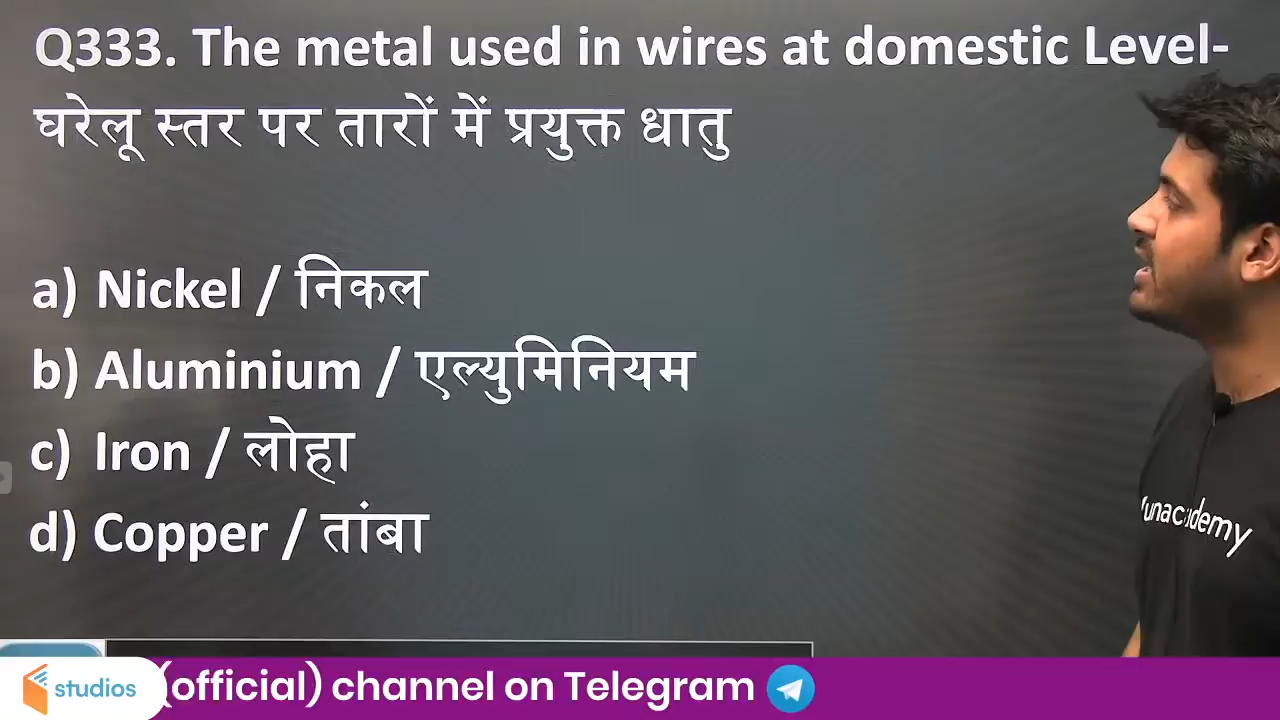 Q333. The metal used in wires at domestic Level-
घरेलू स्तर पर तारों में प्रयुक्त धातु
a) Nickel / निकल
b) Aluminium / एल्युमिनियम
c) Iron / लोहा
d) Copper / तांबा
unacademy
studios
(official) channel on Telegram